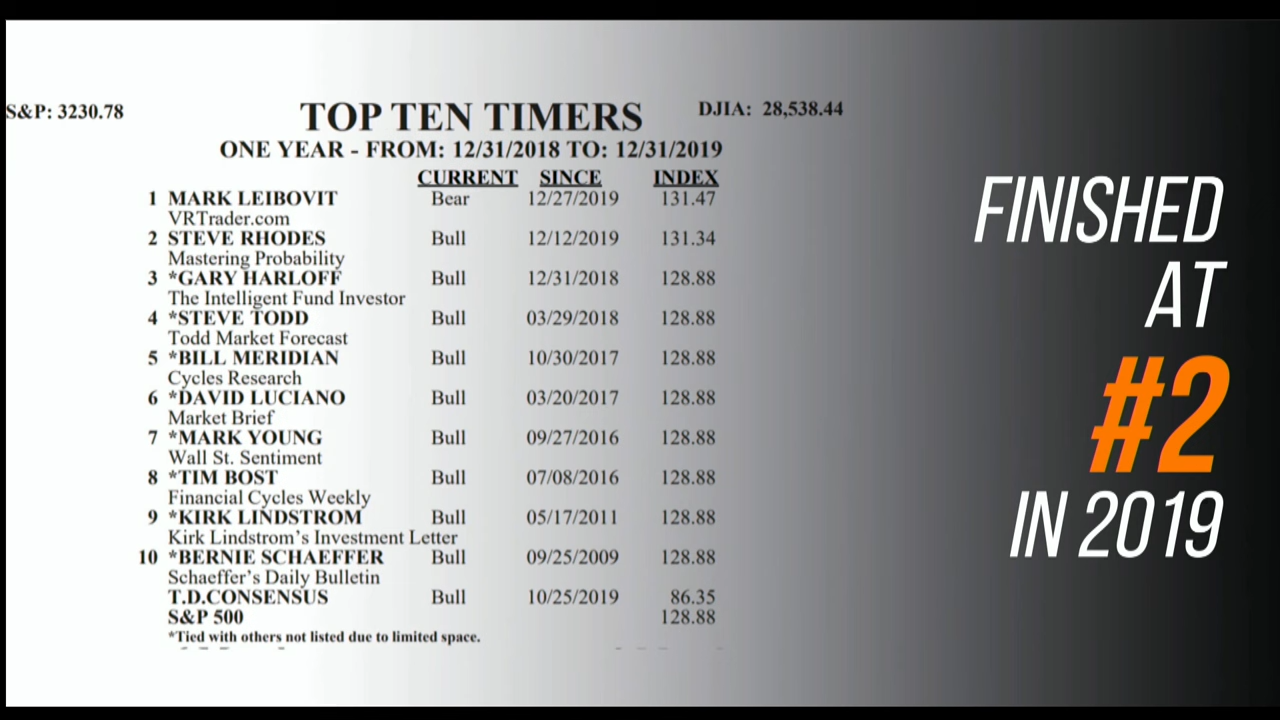 S&P: 3230.78
TOP TEN TIMERS
DJIA: 28,538.44
ONE YEAR - FROM: 12/31/2018 TO: 12/31/2019
CURRENT SINCE INDEX
1 MARK LEIBOVIT Bear 12/27/2019 131.47
VRTrader.com
2 STEVE RHODES Bull 12/12/2019 131.34
Mastering Probability
3 *GARY HARLOFF Bull 12/31/2018 128.88
The Intelligent Fund Investor
4 *STEVE TODD Bull 03/29/2018 128.88
Todd Market Forecast
5 *BILL MERIDIAN Bull 10/30/2017 128.88
Cycles Research
6 *DAVID LUCIANO Bull 03/20/2017 128.88
Market Brief
7 *MARK YOUNG Bull 09/27/2016 128.88
Wall St. Sentiment
8 *TIM BOST Bull 07/08/2016 128.88
Financial Cycles Weekly
9 *KIRK LINDSTROM Bull 05/17/2011 128.88
Kirk Lindstrom's Investment Letter
10 *BERNIE SCHAEFFER Bull 09/25/2009 128.88
Schaeffer's Daily Bulletin
T.D.CONSENSUS Bull 10/25/2019 86.35
S&P 500 128.88
*Tied with others not listed due to limited space.
FINISHED
AT
#2
IN 2019